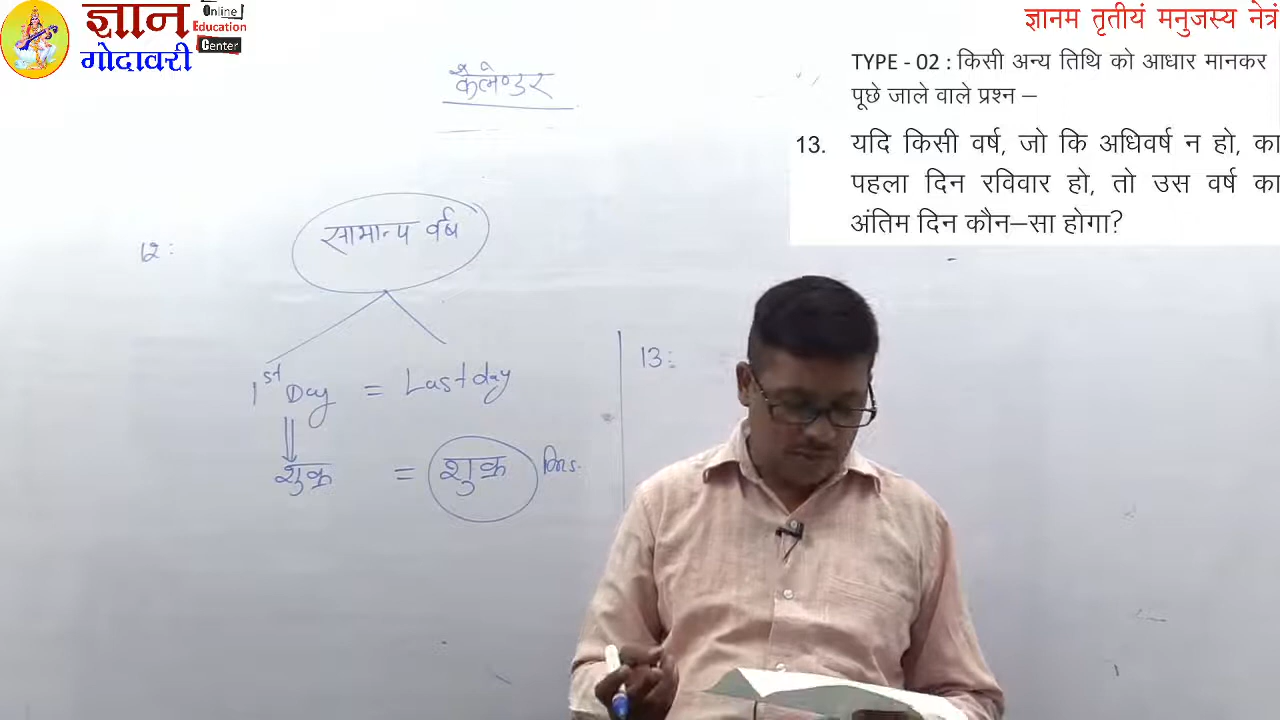 ज्ञान
Online
Education
Center
गोदावरी
ज्ञानम तृतीयं मनुजस्य नेत्रं
TYPE - 02 : किसी अन्य तिथि को आधार मानकर
पूछे जाले वाले प्रश्न –
13. यदि किसी वर्ष, जो कि अधिवर्ष न हो, का
पहला दिन रविवार हो, तो उस वर्ष का
अंतिम दिन कौन–सा होगा?
कैलेण्डर
12:
सामान्य वर्ष
1st Day = Last day
शुक्र = शुक्र
13: